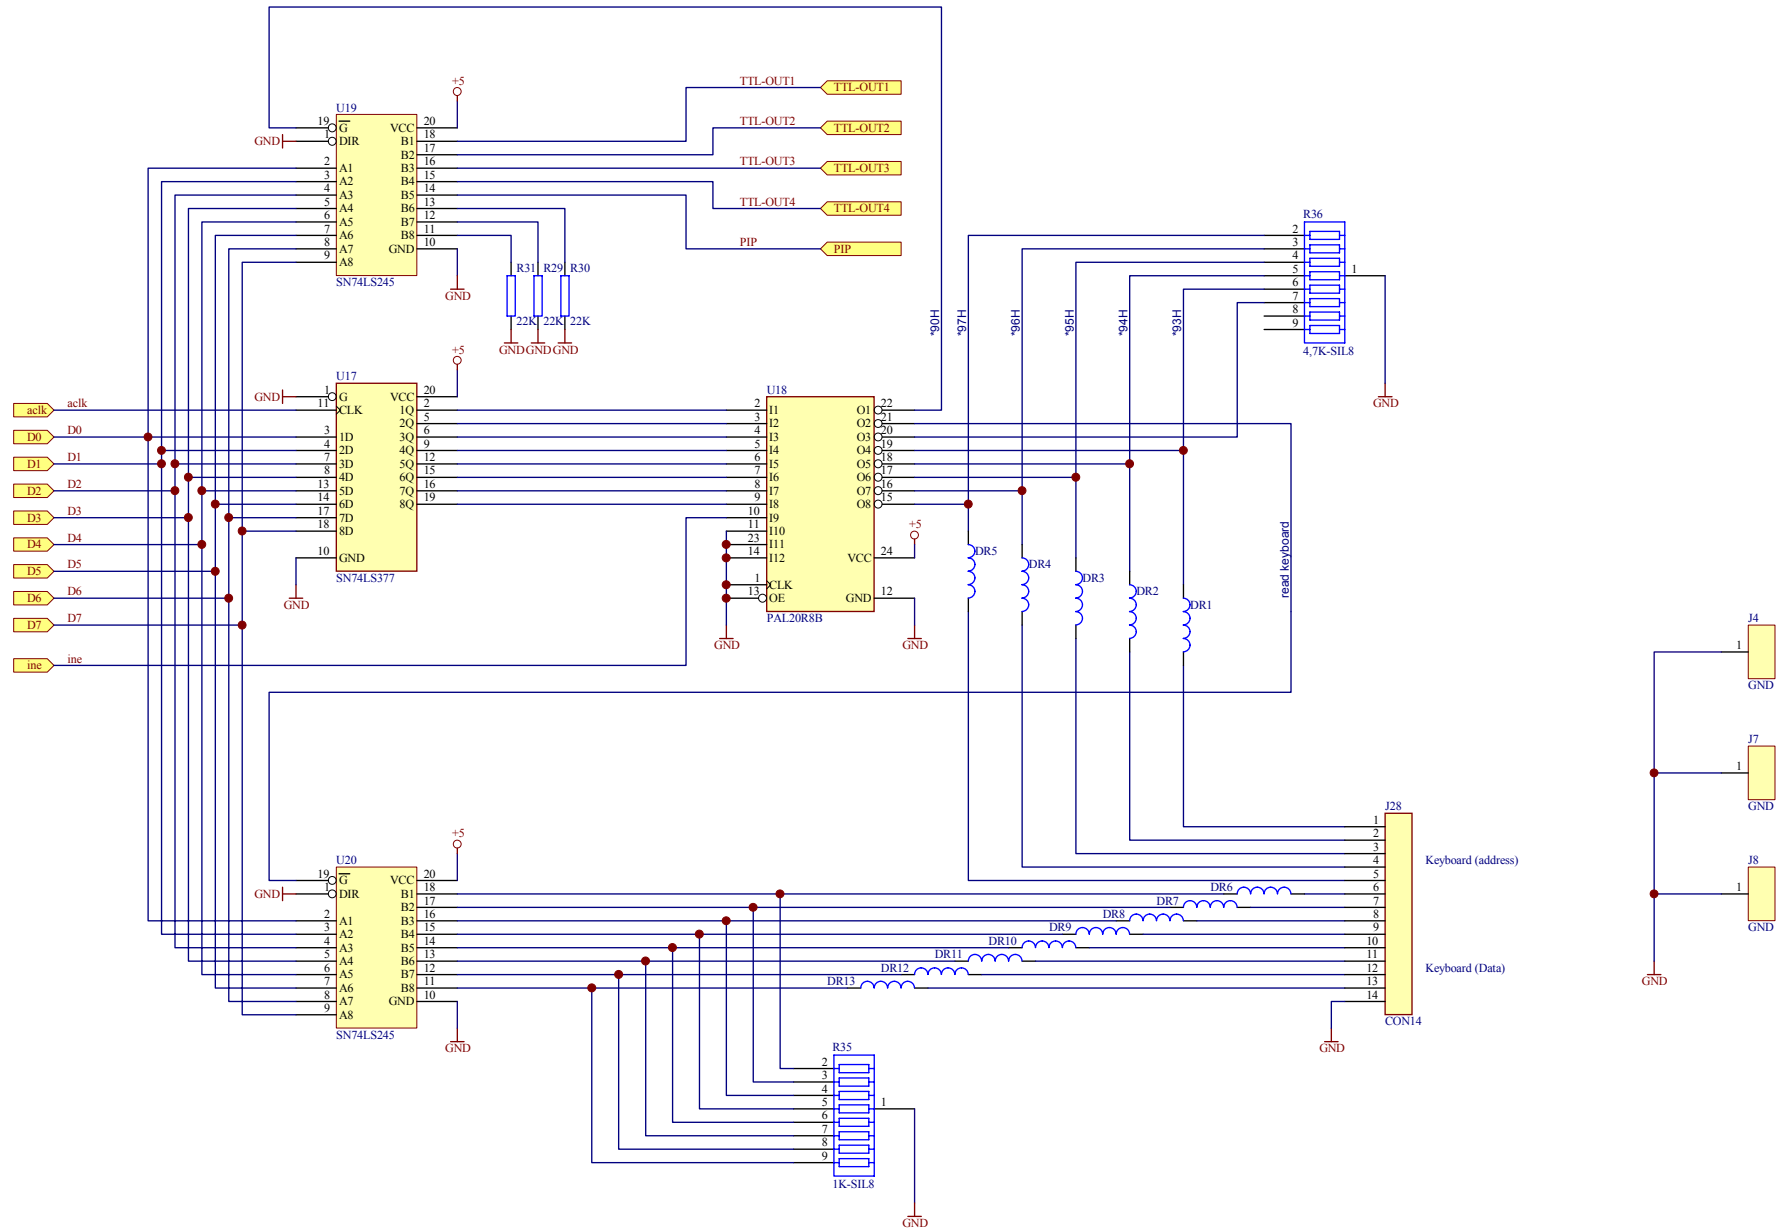 +5
U19
19 G VCC 20
GND 1 DIR B1 18
B2 17
2 A1 B3 16
3 A2 B4 15
4 A3 B5 14
5 A4 B6 13
6 A5 B7 12
7 A6 B8 11
8 A7 GND 10
9 A8
SN74LS245
GND
TTL-OUT1 TTL-OUT1
TTL-OUT2 TTL-OUT2
TTL-OUT3 TTL-OUT3
TTL-OUT4 TTL-OUT4
PIP PIP
R31 R29 R30
22K 22K 22K
GND GND GND
*90H
*97H
*96H
*95H
*94H
*93H
R36
2
3
4
5 1
6
7
8
9
4,7K-SIL8
GND
+5
U17
GND 1 G VCC 20
11 CLK 1Q 2
2Q 5
3 1D 3Q 6
4 2D 4Q 9
7 3D 5Q 12
8 4D 6Q 15
13 5D 7Q 16
14 6D 8Q 19
17 7D
18 8D
10 GND
SN74LS377
GND
aclk aclk
D0 D0
D1 D1
D2 D2
D3 D3
D4 D4
D5 D5
D6 D6
D7 D7
ine ine
U18
2 I1 O1 22
3 I2 O2 21
4 I3 O3 20
5 I4 O4 19
6 I5 O5 18
7 I6 O6 17
8 I7 O7 16
9 I8 O8 15
10 I9
11 I10
23 I11
14 I12 VCC 24
1 CLK
13 OE GND 12
PAL20R8B
GND
+5
GND
DR5
DR4
DR3
DR2
DR1
read keyboard
J4
1
GND
J7
1
GND
J8
1
GND
GND
+5
U20
19 G VCC 20
GND 1 DIR B1 18
B2 17
2 A1 B3 16
3 A2 B4 15
4 A3 B5 14
5 A4 B6 13
6 A5 B7 12
7 A6 B8 11
8 A7 GND 10
9 A8
SN74LS245
GND
DR6
DR7
DR8
DR9
DR10
DR11
DR12
DR13
J28
1
2
3
4
5
6
7
8
9
10
11
12
13
14
CON14
Keyboard (address)
Keyboard (Data)
GND
R35
2
3
4
5 1
6
7
8
9
1K-SIL8
GND